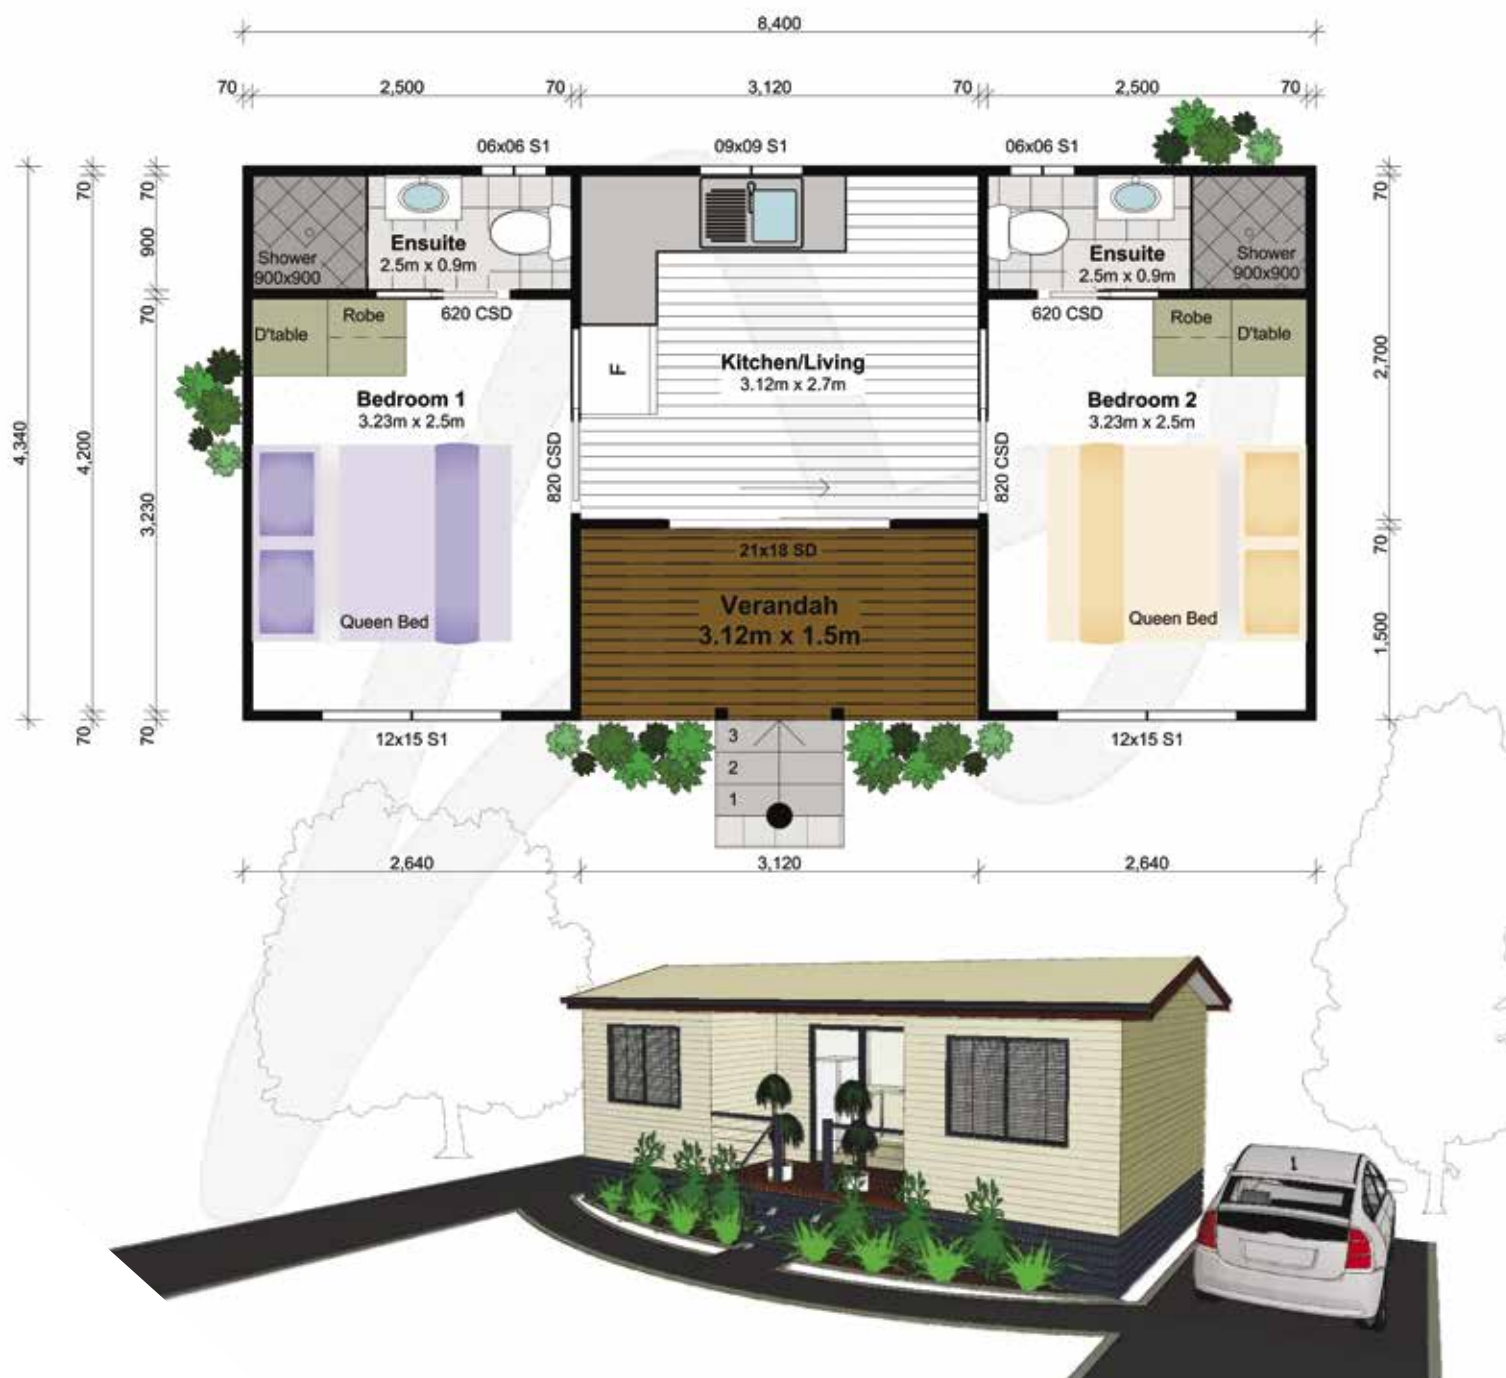 8,400
70 2,500 70 3,120 70 2,500 70
06x06 S1 09x09 S1 06x06 S1
70 70 70 70
900
Ensuite
2.5m x 0.9m
Shower
900x900
Ensuite
2.5m x 0.9m
Shower
900x900
70
620 CSD
620 CSD
D'table
Robe
Robe
D'table
Kitchen/Living
3.12m x 2.7m
F
2,700
Bedroom 1
3.23m x 2.5m
Bedroom 2
3.23m x 2.5m
4,340
4,200
3,230
820 CSD
820 CSD
70
21x18 SD
Verandah
3.12m x 1.5m
Queen Bed
Queen Bed
1,500
70
70
12x15 S1
12x15 S1
3
2
1
2,640 3,120 2,640
1